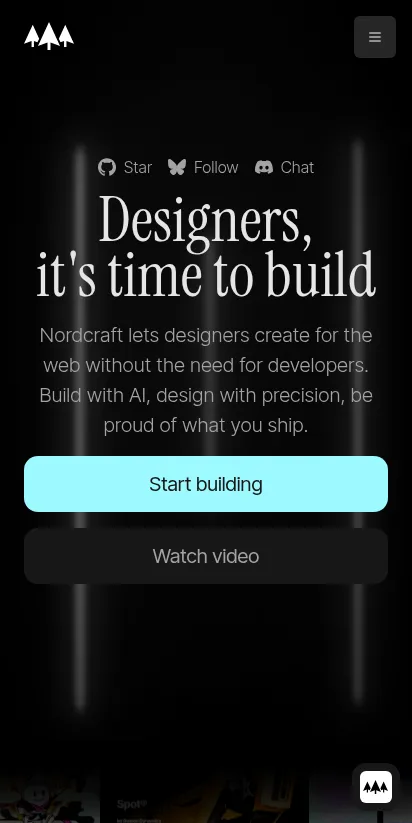 Star Follow Chat
Designers,
it's time to build
Nordcraft lets designers create for the
web without the need for developers.
Build with AI, design with precision, be
proud of what you ship.
Start building
Watch video
Spot